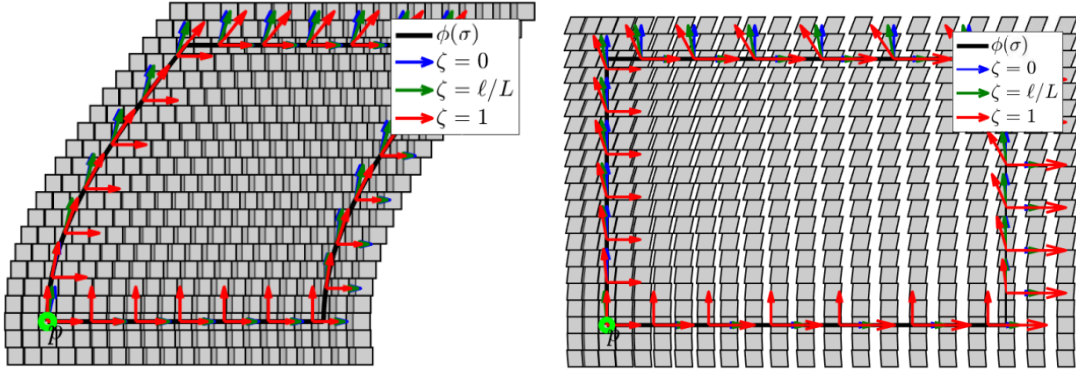 ϕ(σ)
ζ = 0
ζ = ℓ/L
ζ = 1
p
ϕ(σ)
ζ = 0
ζ = ℓ/L
ζ = 1
p